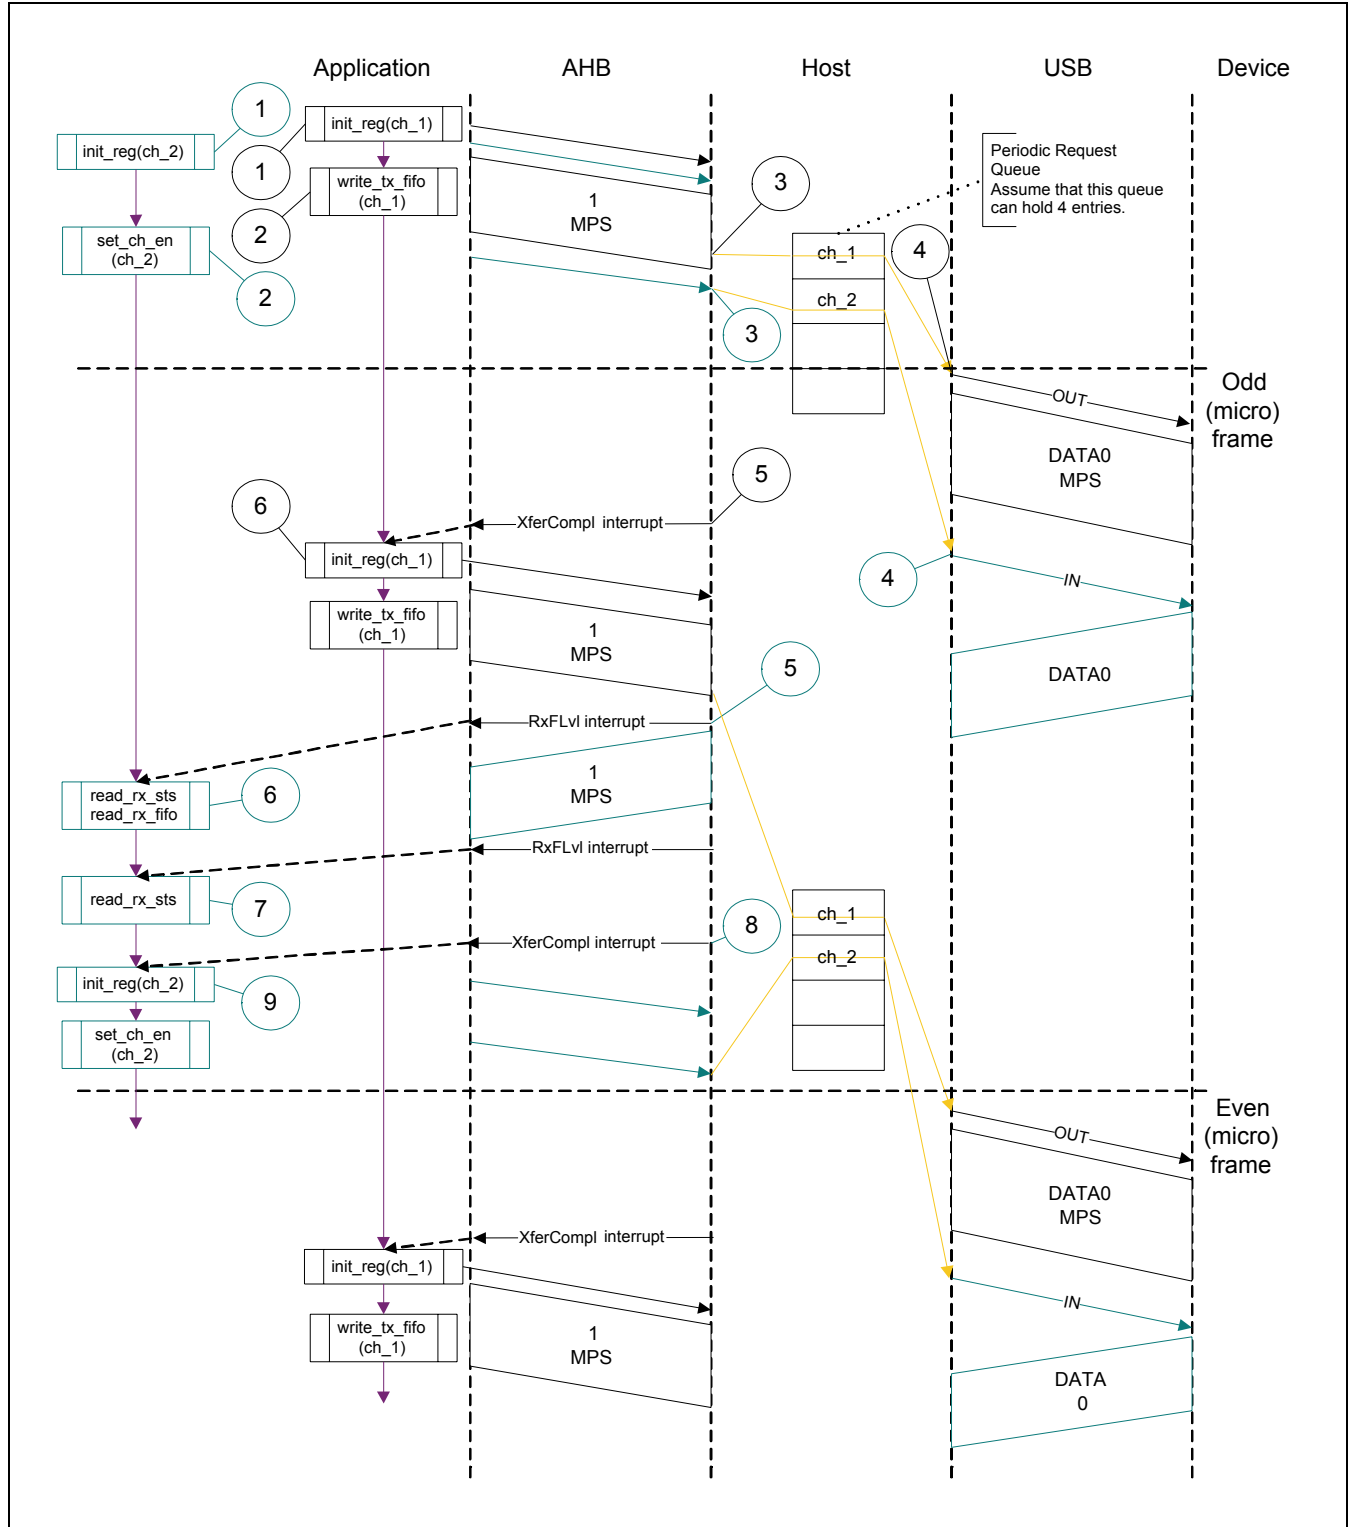 Application AHB Host USB Device
1
init_reg(ch_1)
init_reg(ch_2)
1
write_tx_fifo
(ch_1)
2
1
MPS
3
Periodic Request
Queue
Assume that this queue
can hold 4 entries.
set_ch_en
(ch_2)
2
ch_1
4
ch_2
3
Odd
(micro)
frame
OUT
DATA0
MPS
5
6
XferCompl interrupt
init_reg(ch_1)
4
IN
write_tx_fifo
(ch_1)
1
MPS
5
DATA0
RxFLvl interrupt
read_rx_sts
read_rx_fifo
6
1
MPS
RxFLvl interrupt
read_rx_sts
7
ch_1
8
XferCompl interrupt
ch_2
init_reg(ch_2)
9
set_ch_en
(ch_2)
Even
(micro)
frame
OUT
DATA0
MPS
XferCompl interrupt
init_reg(ch_1)
IN
write_tx_fifo
(ch_1)
1
MPS
DATA
0